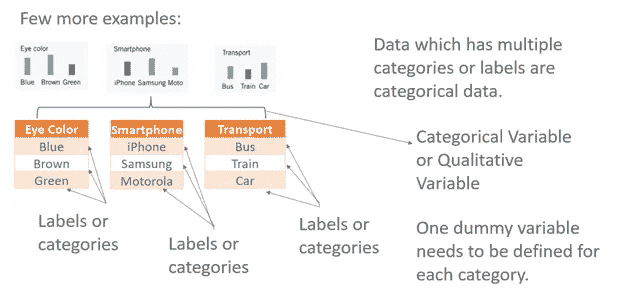 Few more examples:
Eye color
Blue Brown Green
Smartphone
iPhone Samsung Moto
Transport
Bus Train Car
Data which has multiple
categories or labels are
categorical data.
Eye Color
Blue
Brown
Green
Smartphone
iPhone
Samsung
Motorola
Transport
Bus
Train
Car
Categorical Variable
or Qualitative
Variable
Labels or
categories
Labels or
categories
Labels or
categories
One dummy variable
needs to be defined for
each category.